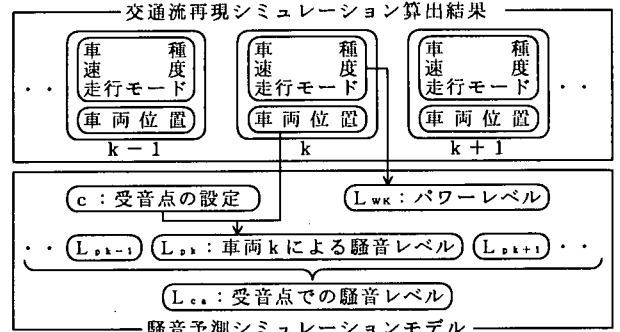 交通流再現シミュレーション算出結果
車種 車種 車種
速度 速度 速度
・・ 走行モード 走行モード 走行モード ・・
車両位置 車両位置 車両位置
k－1 k k＋1
c：受音点の設定 LWK：パワーレベル
・・ Lpk-1 Lpk：車両kによる騒音レベル Lpk+1 ・・
：受音点での騒音レベル
騒音予測シミュレーションモデル